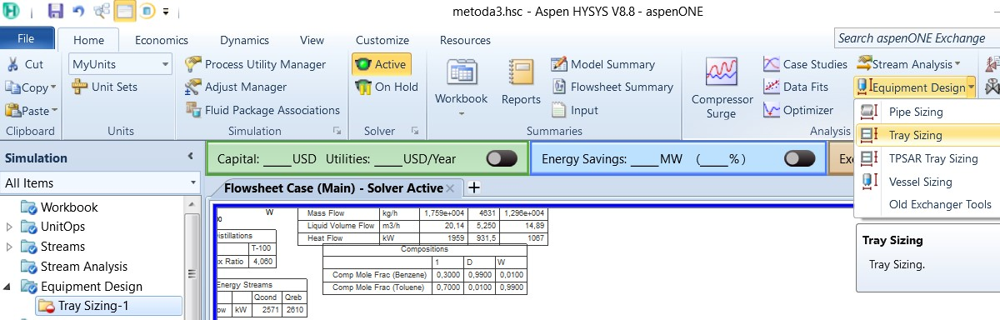 metoda3.hsc - Aspen HYSYS V8.8 - aspenONE
File Home Economics Dynamics View Customize Resources Search aspenONE Exchange
Cut MyUnits Process Utility Manager Active Model Summary Case Studies Stream Analysis
Copy Unit Sets Adjust Manager On Hold Workbook Reports Flowsheet Summary Compressor Surge Data Fits Equipment Design
Paste Fluid Package Associations Input Optimizer
Clipboard Units Simulation Solver Summaries Analysis
Pipe Sizing
Tray Sizing
TPSAR Tray Sizing
Vessel Sizing
Old Exchanger Tools
Tray Sizing
Tray Sizing.
Simulation
All Items
Workbook
UnitOps
Streams
Stream Analysis
Equipment Design
Tray Sizing-1
Capital: ____USD Utilities: ____USD/Year Energy Savings: ____MW (____%)
Flowsheet Case (Main) - Solver Active
W
Mass Flow kg/h 1,759e+004 4631 1,296e+004
Liquid Volume Flow m3/h 20,14 5,250 14,89
Heat Flow kW 1959 931,5 1067
istillations
T-100
x Ratio 4,060
Compositions
1 D W
Comp Mole Frac (Benzene) 0,3000 0,9900 0,0100
Comp Mole Frac (Toluene) 0,7000 0,0100 0,9900
Energy Streams
Qcond Qreb
ow kW 2571 2610